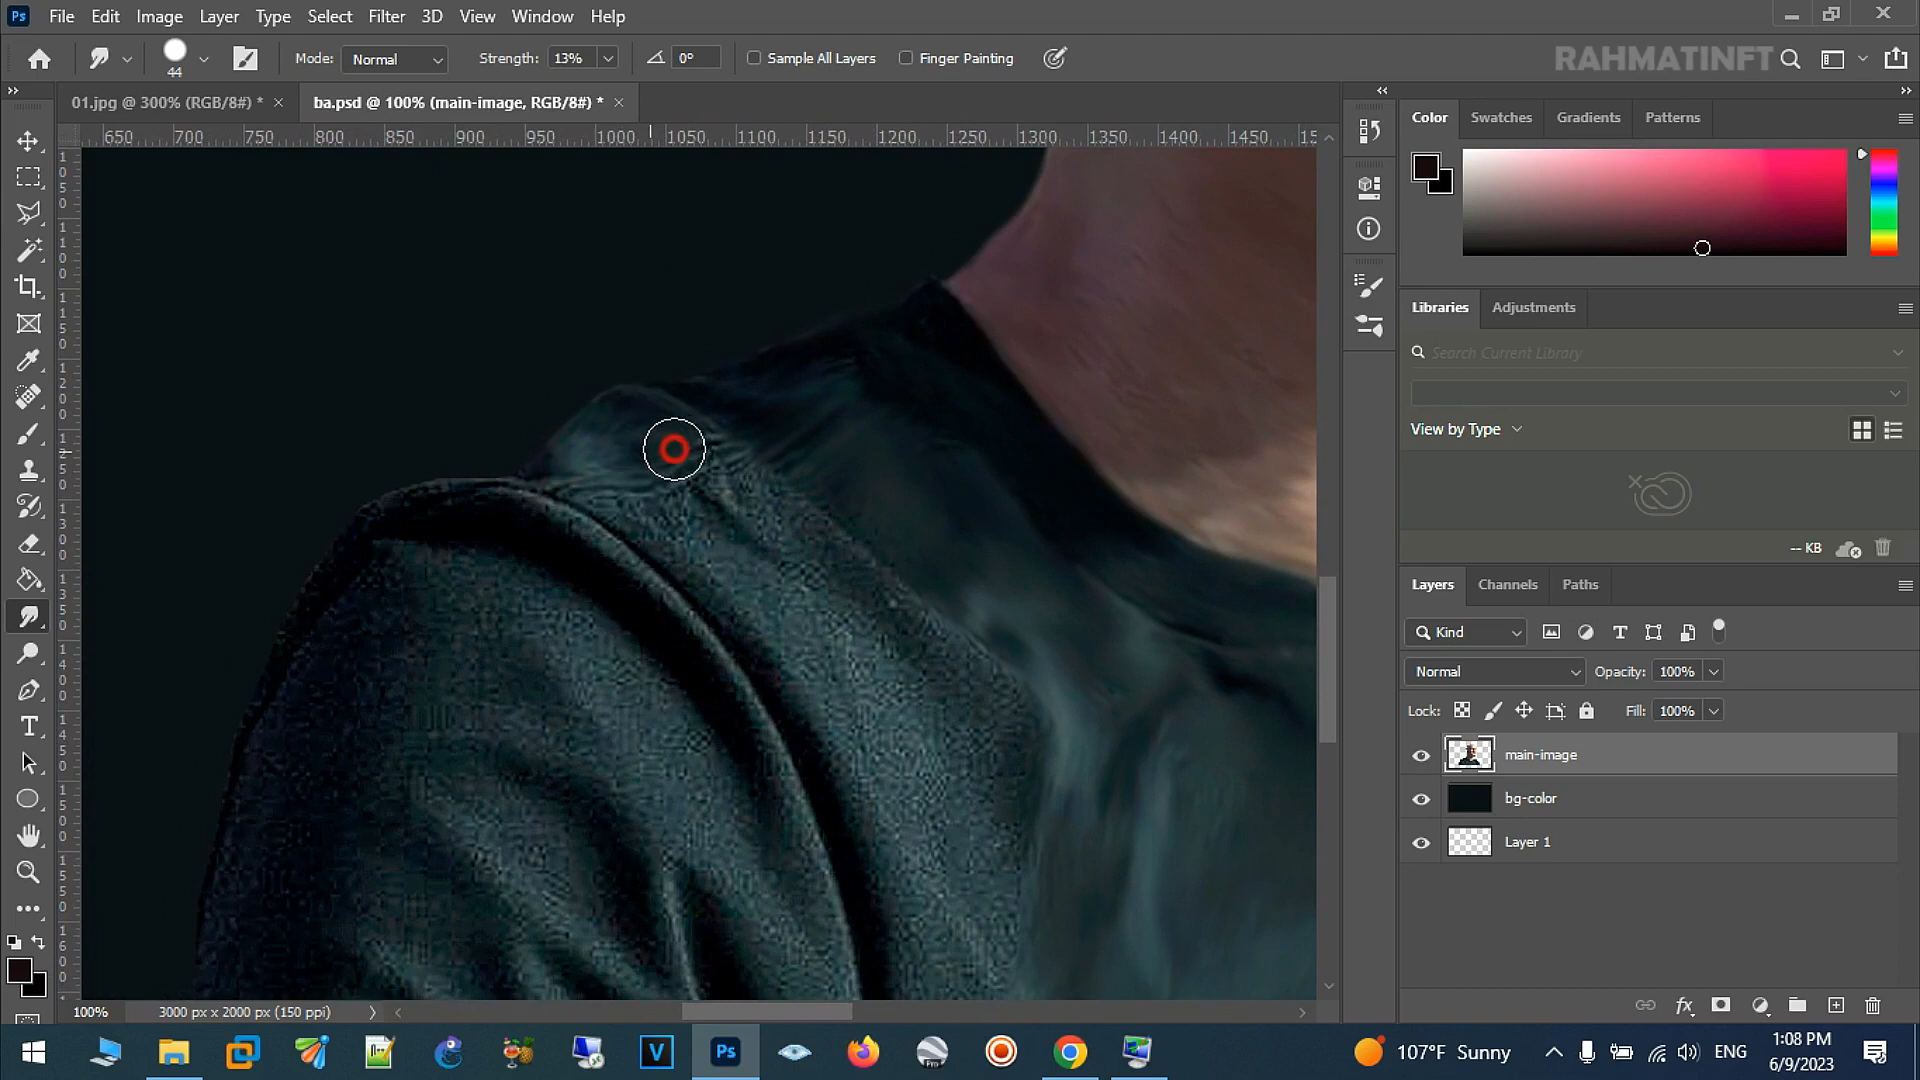 Ps File Edit Image Layer Type Select Filter 3D View Window Help
44 Mode: Normal Strength: 13% 0° Sample All Layers Finger Painting RAHMATINFT
01.jpg @ 300% (RGB/8#) * ba.psd @ 100% (main-image, RGB/8#) *
650 700 750 800 850 900 950 1000 1050 1100 1150 1200 1250 1300 1350 1400 1450
Color Swatches Gradients Patterns
Libraries Adjustments
Search Current Library
View by Type
-- KB
Layers Channels Paths
Kind
Normal Opacity: 100%
Lock: Fill: 100%
main-image
bg-color
Layer 1
100% 3000 px x 2000 px (150 ppi)
V Ps Pro 107°F Sunny ENG 1:08 PM
6/9/2023